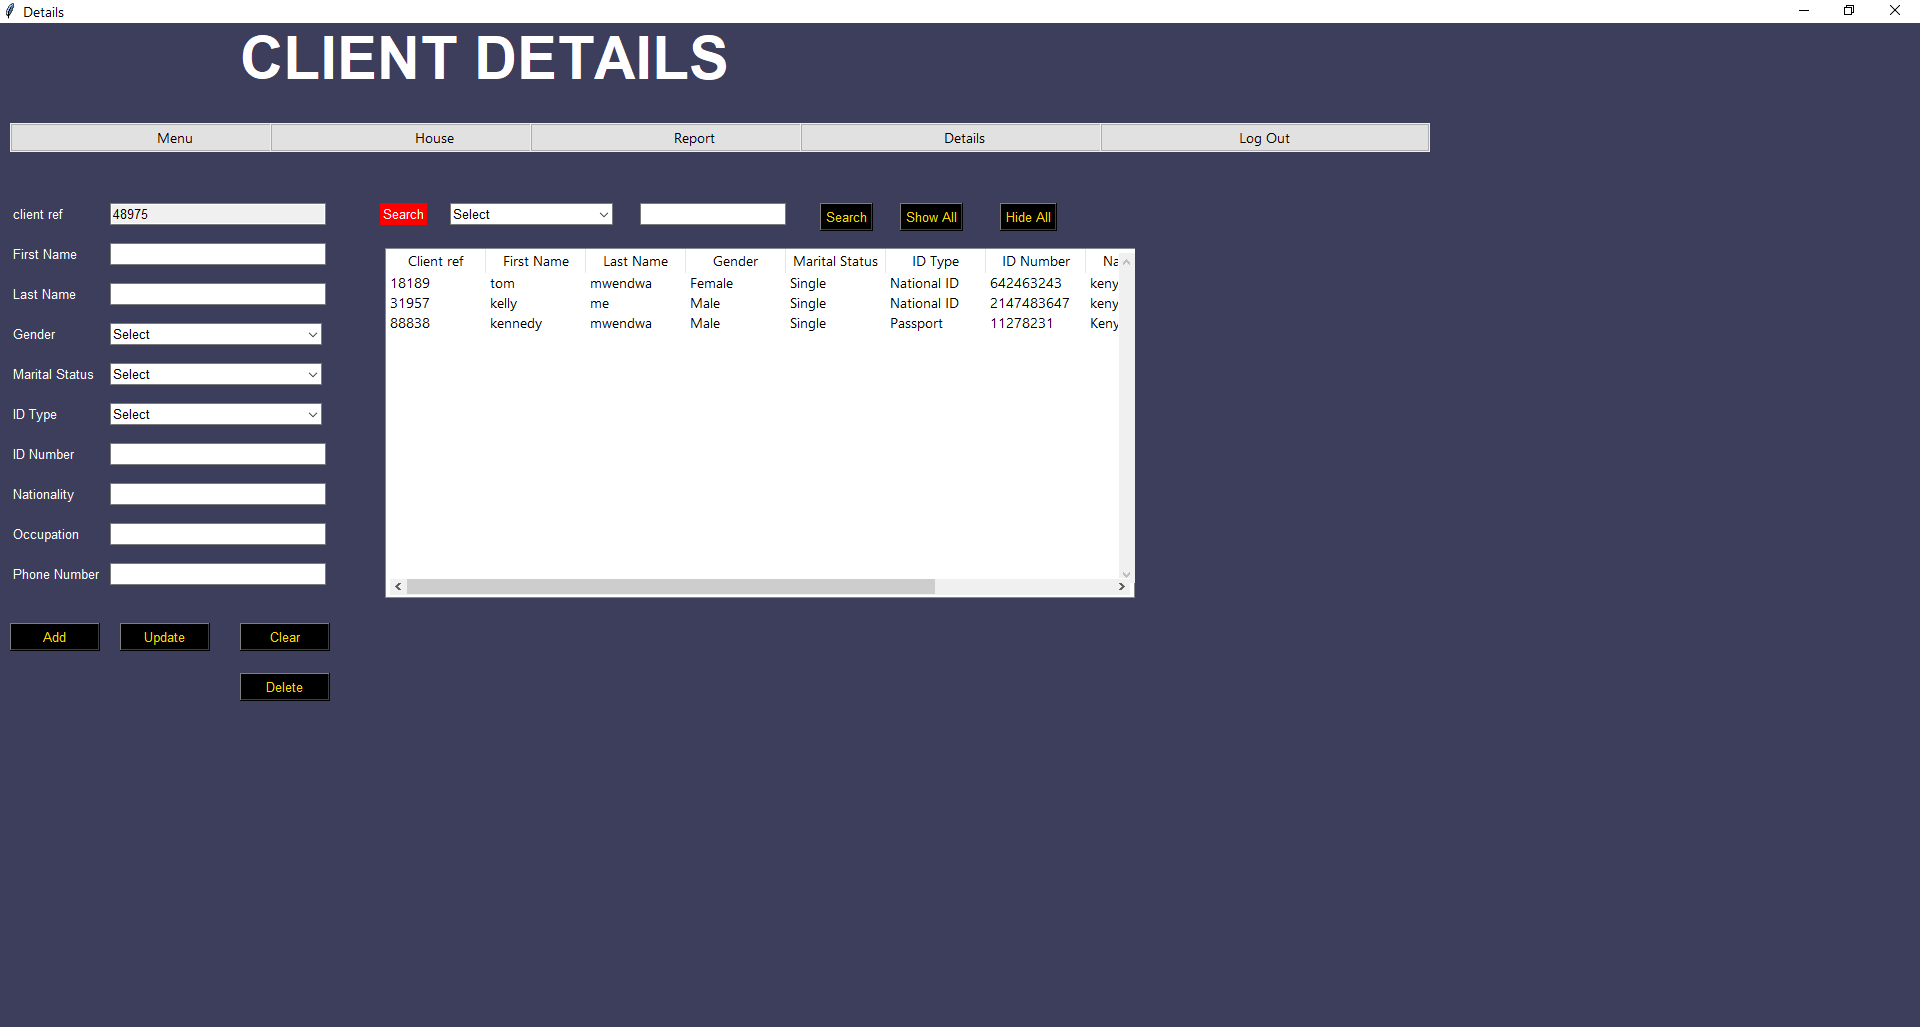 Details
CLIENT DETAILS
Menu House Report Details Log Out
client ref 48975
First Name
Last Name
Gender Select
Marital Status Select
ID Type Select
ID Number
Nationality
Occupation
Phone Number
Add Update Clear
Delete
Search Select Search Show All Hide All
Client ref First Name Last Name Gender Marital Status ID Type ID Number Na
18189 tom mwendwa Female Single National ID 642463243 keny
31957 kelly me Male Single National ID 2147483647 keny
88838 kennedy mwendwa Male Single Passport 11278231 Keny